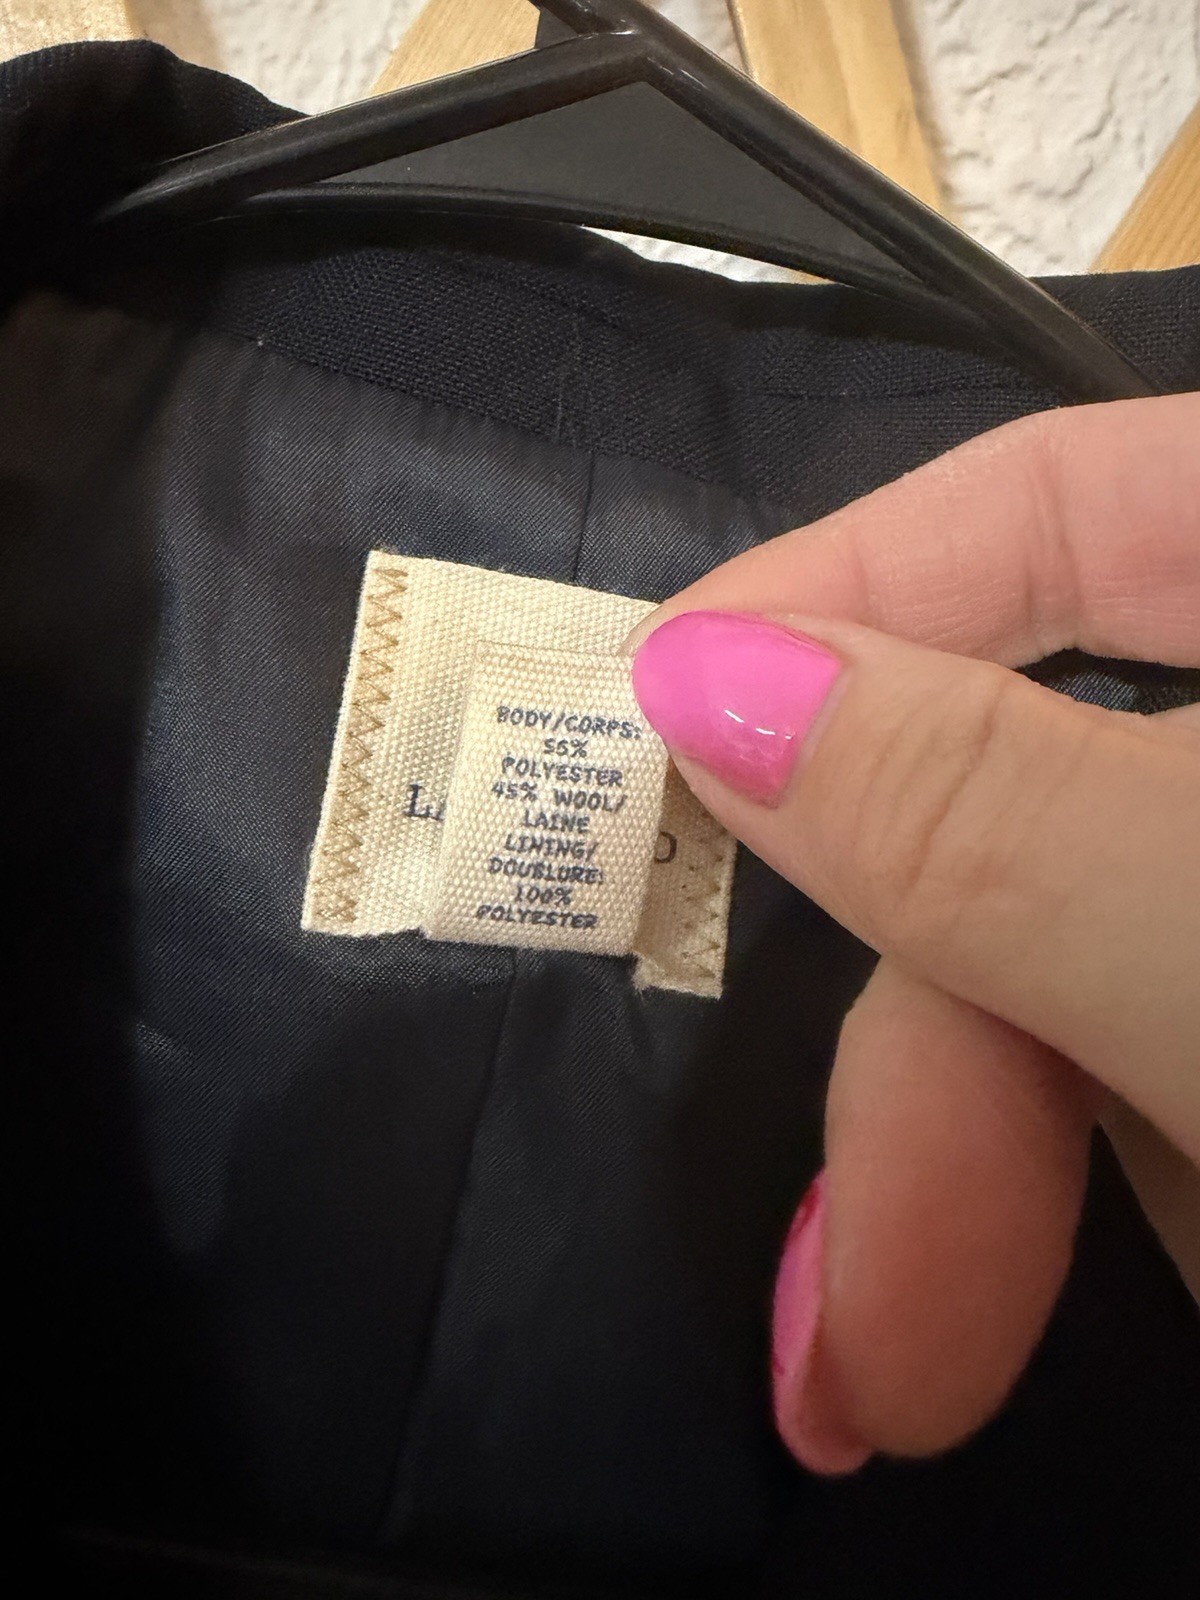 BODY/CORPS:
55%
POLYESTER
45% WOOL/
LAINE
LINING/
DOUBLURE:
100%
POLYESTER